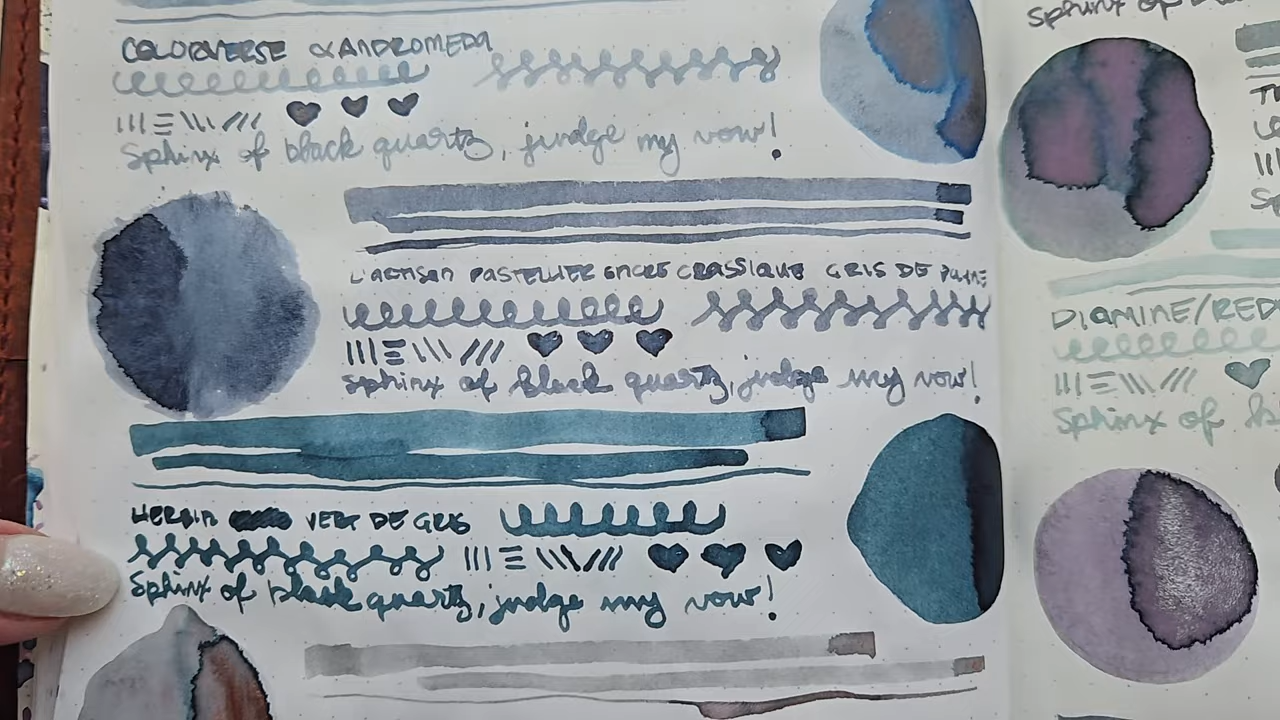 COLORVERSE αANDROMEDA
Sphinx of black quartz, judge my vow!
L'ARTISAN PASTELLIER ENCRE CLASSIQUE GRIS DE
Sphinx of black quartz, judge my vow!
HERBIN VERT DE GRIS
Sphinx of black quartz, judge my vow!
Sphinx of
DIAMINE/RED
Sphinx of